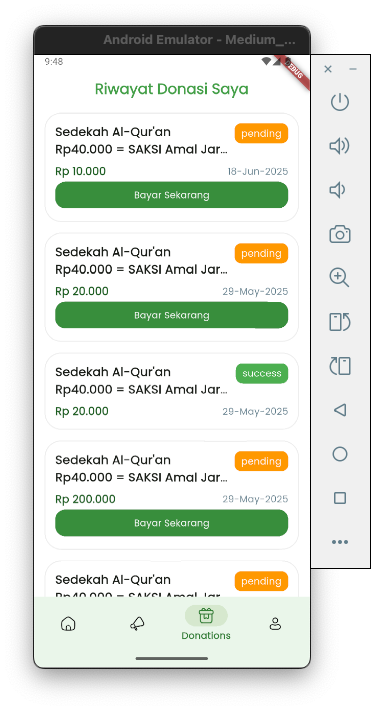 Android Emulator - Medium_...
9:48
DEBUG
Riwayat Donasi Saya
Sedekah Al-Qur'an
Rp40.000 = SAKSI Amal Jar...
pending
Rp 10.000
18-Jun-2025
Bayar Sekarang
Sedekah Al-Qur'an
Rp40.000 = SAKSI Amal Jar...
pending
Rp 20.000
29-May-2025
Bayar Sekarang
Sedekah Al-Qur'an
Rp40.000 = SAKSI Amal Jar...
success
Rp 20.000
29-May-2025
Sedekah Al-Qur'an
Rp40.000 = SAKSI Amal Jar...
pending
Rp 200.000
29-May-2025
Bayar Sekarang
Sedekah Al-Qur'an
Rp40.000 = SAKSI Amal Jar...
pending
Donations